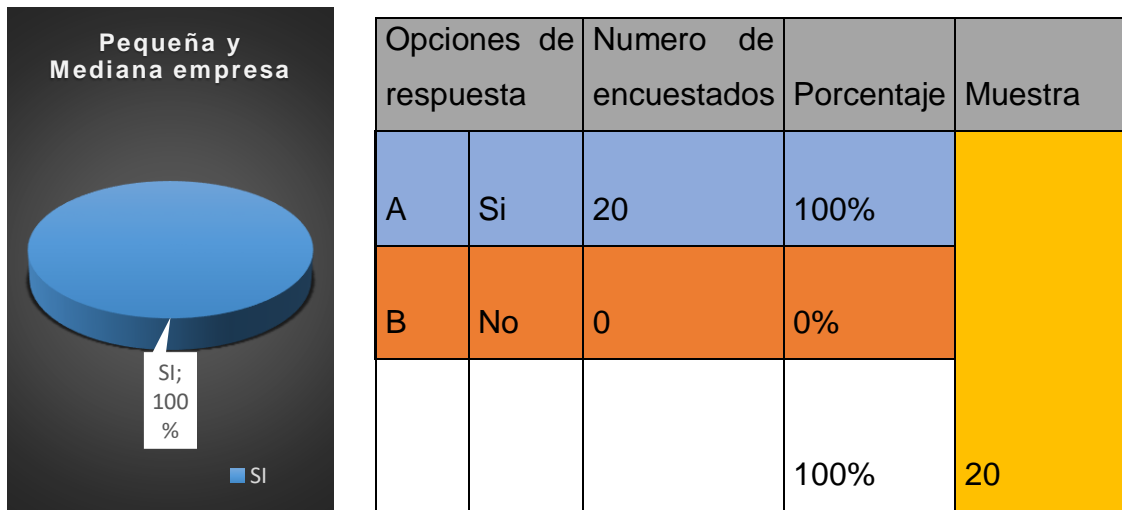 Pequeña y
Mediana empresa
SI;
100
%
SI
Opciones de respuesta Numero de encuestados Porcentaje Muestra
A Si 20 100%
B No 0 0%
100% 20